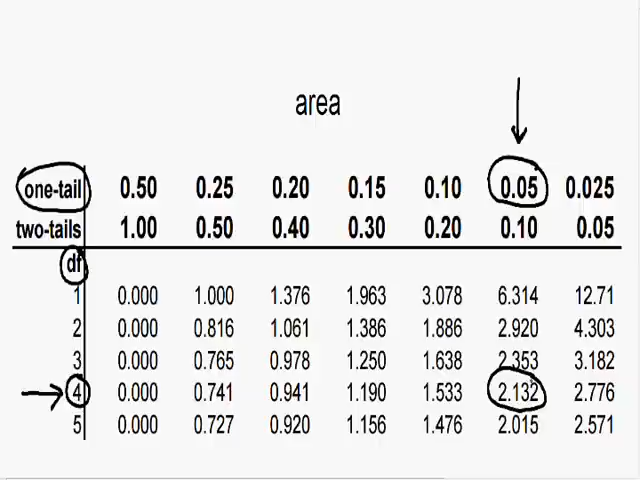 area
one-tail 0.50 0.25 0.20 0.15 0.10 0.05 0.025
two-tails 1.00 0.50 0.40 0.30 0.20 0.10 0.05
df
1 0.000 1.000 1.376 1.963 3.078 6.314 12.71
2 0.000 0.816 1.061 1.386 1.886 2.920 4.303
3 0.000 0.765 0.978 1.250 1.638 2.353 3.182
4 0.000 0.741 0.941 1.190 1.533 2.132 2.776
5 0.000 0.727 0.920 1.156 1.476 2.015 2.571